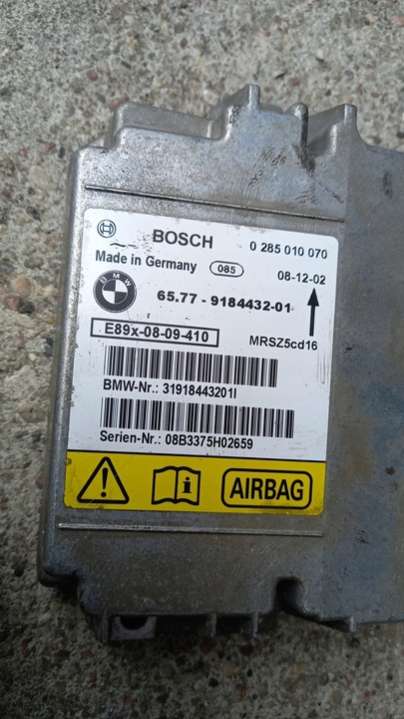 BOSCH 0 285 010 070
Made in Germany 085 08-12-02
BMW
65.77 - 9184432-01
E89x-08-09-410 MRSZ5cd16
BMW-Nr.: 31918443201I
Serien-Nr.: 08B3375H02659
AIRBAG